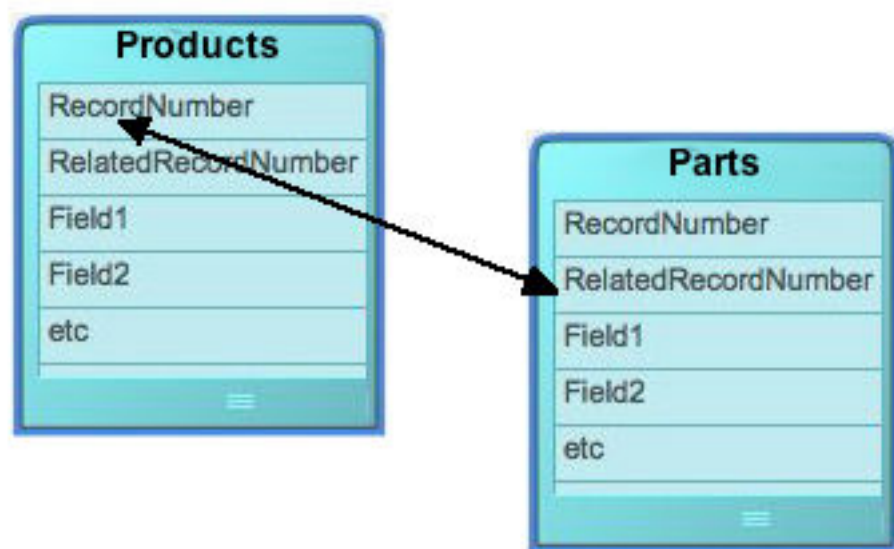 Products
RecordNumber
RelatedRecordNumber
Field1
Field2
etc
Parts
RecordNumber
RelatedRecordNumber
Field1
Field2
etc